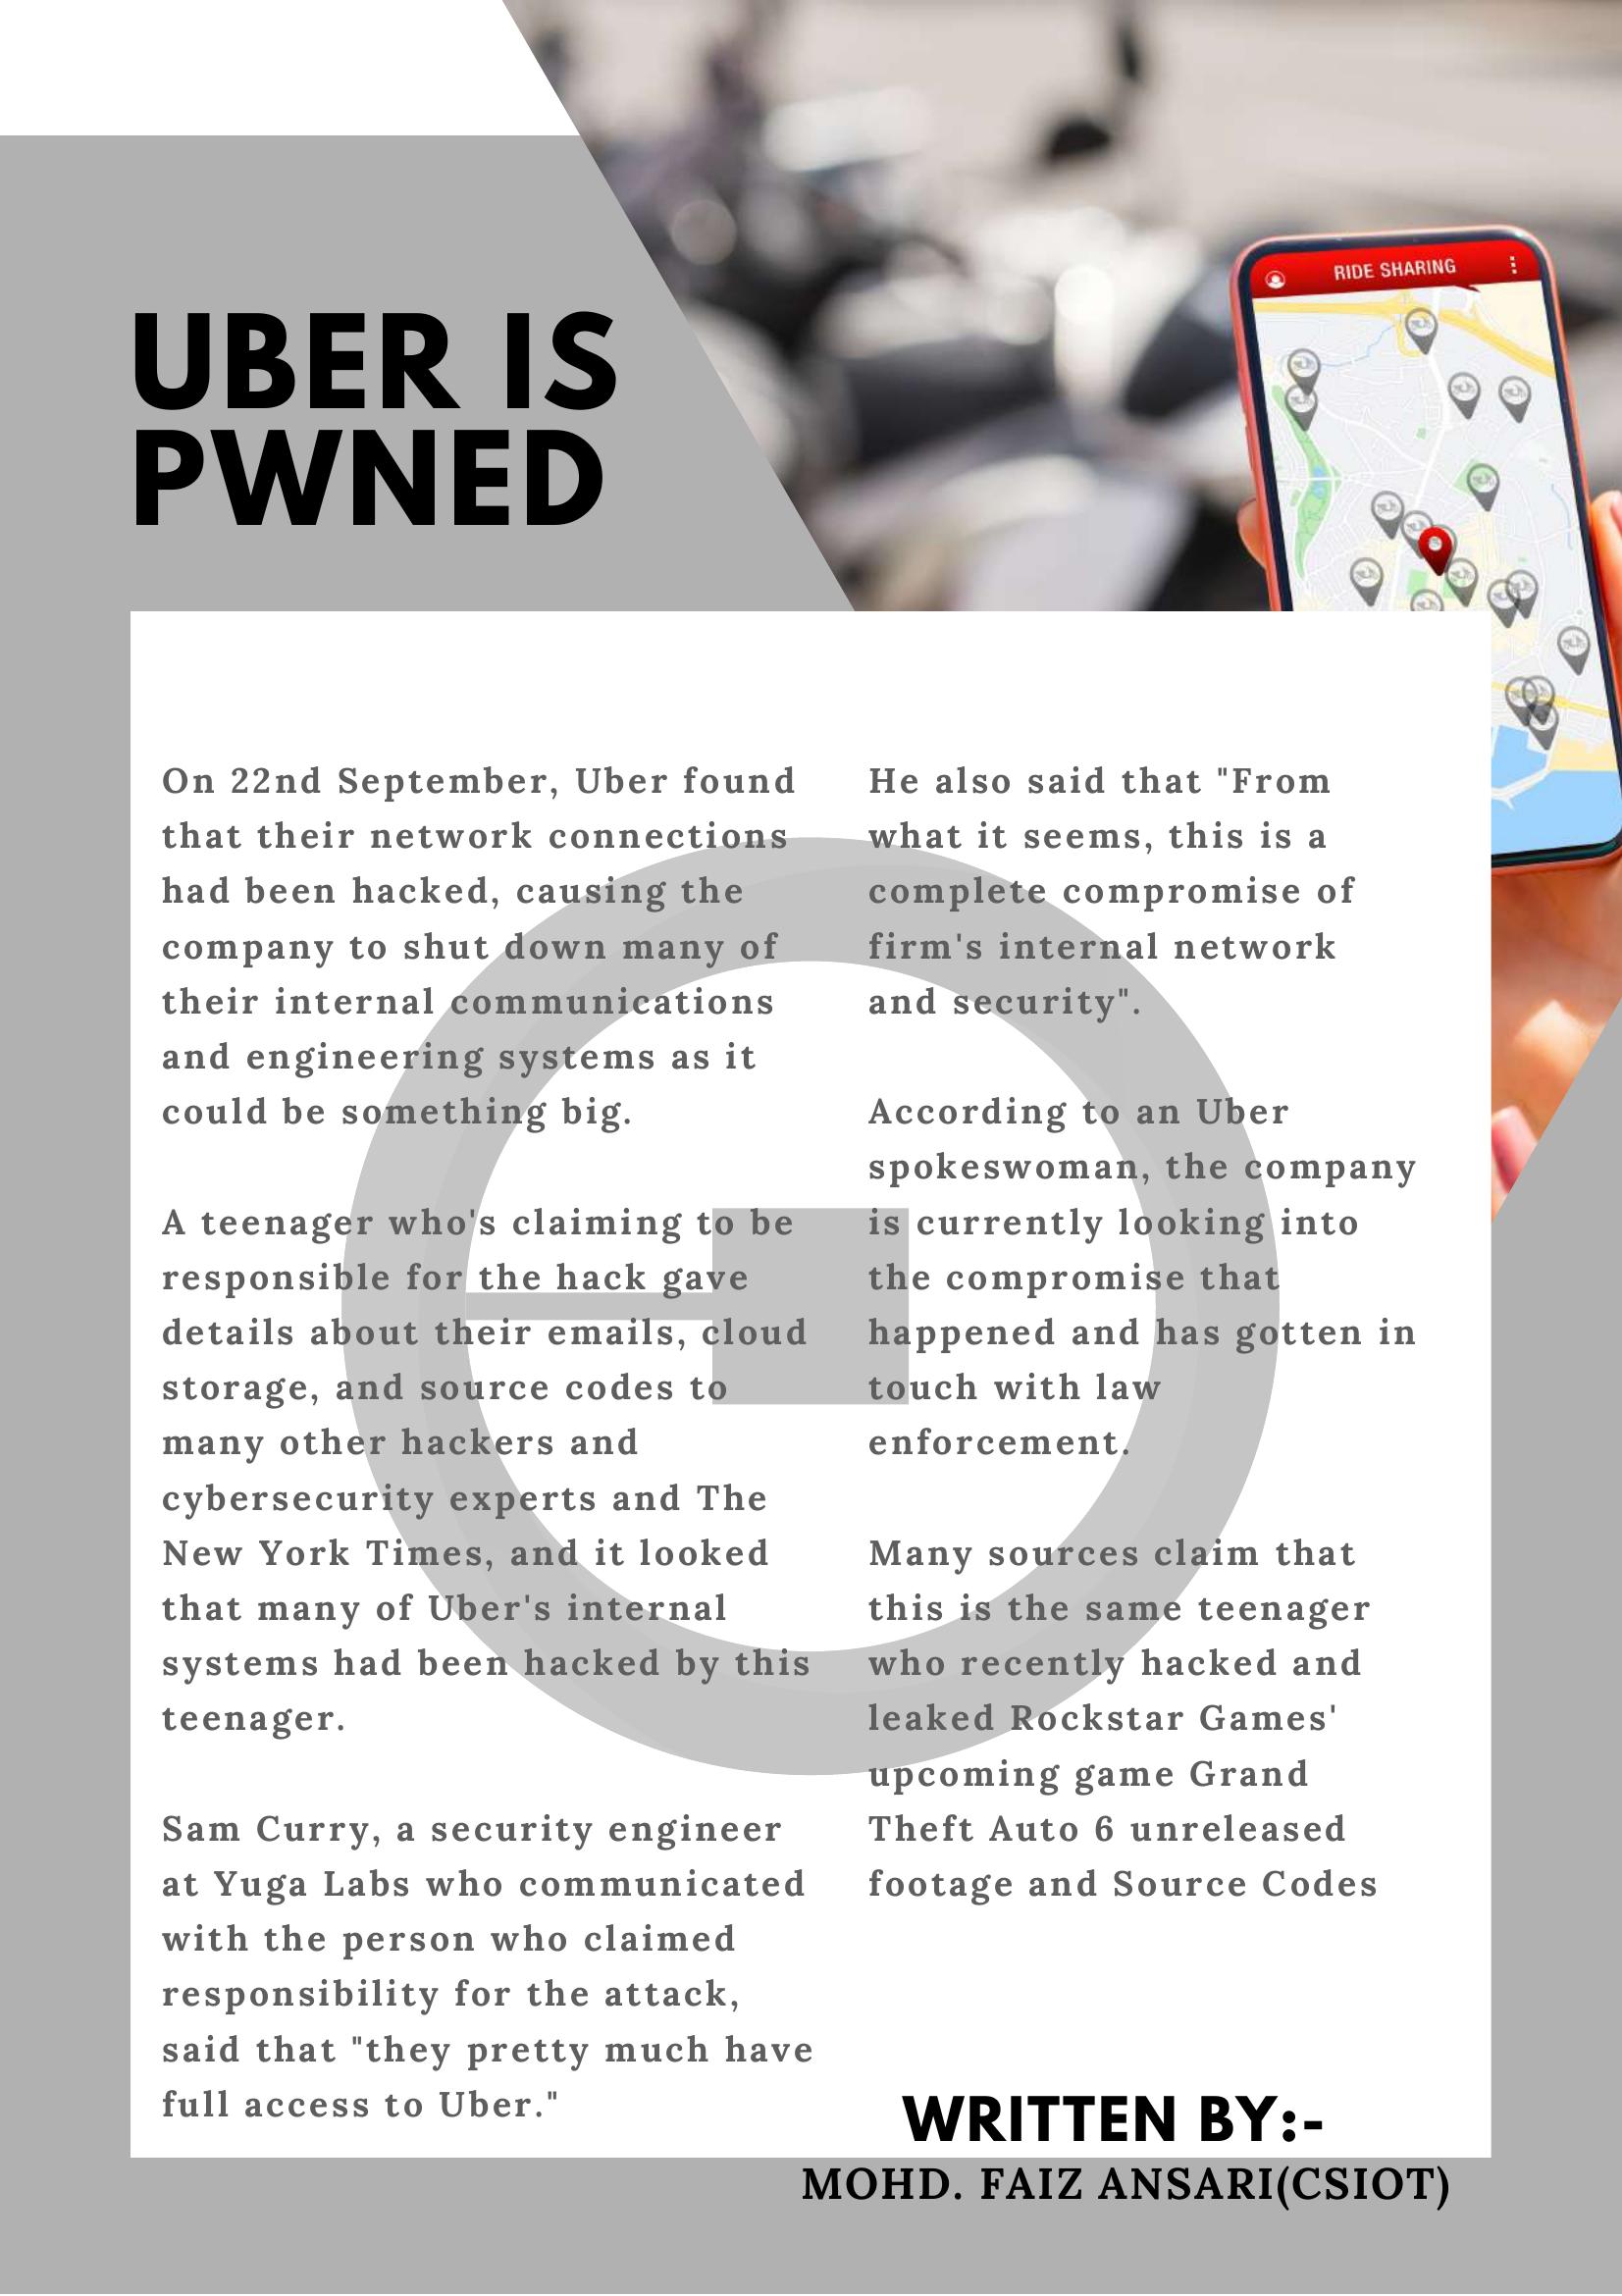 RIDE SHARING
UBER IS
PWNED
On 22nd September, Uber found
that their network connections
had been hacked, causing the
company to shut down many of
their internal communications
and engineering systems as it
could be something big.
A teenager who's claiming to be
responsible for the hack gave
details about their emails, cloud
storage, and source codes to
many other hackers and
cybersecurity experts and The
New York Times, and it looked
that many of Uber's internal
systems had been hacked by this
teenager.
Sam Curry, a security engineer
at Yuga Labs who communicated
with the person who claimed
responsibility for the attack,
said that "they pretty much have
full access to Uber."
He also said that "From
what it seems, this is a
complete compromise of
firm's internal network
and security".
According to an Uber
spokeswoman, the company
is currently looking into
the compromise that
happened and has gotten in
touch with law
enforcement.
Many sources claim that
this is the same teenager
who recently hacked and
leaked Rockstar Games'
upcoming game Grand
Theft Auto 6 unreleased
footage and Source Codes
WRITTEN BY:-
MOHD. FAIZ ANSARI(CSIOT)